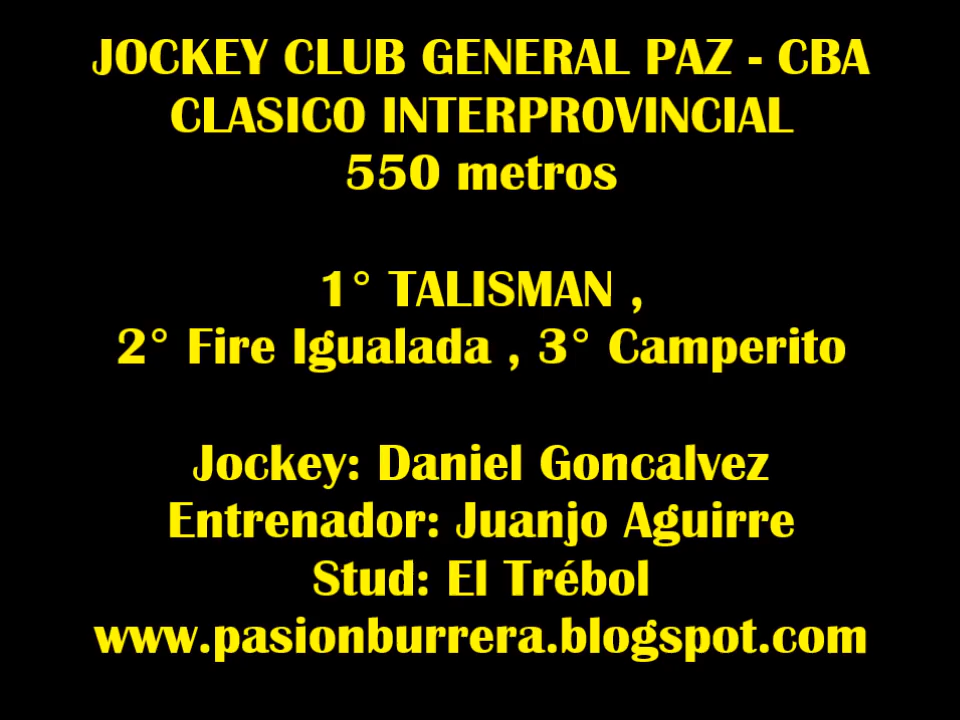 JOCKEY CLUB GENERAL PAZ - CBA
CLASICO INTERPROVINCIAL
550 metros
1° TALISMAN ,
2° Fire Igualada , 3° Camperito
Jockey: Daniel Goncalvez
Entrenador: Juanjo Aguirre
Stud: El Trébol
www.pasionburrera.blogspot.com